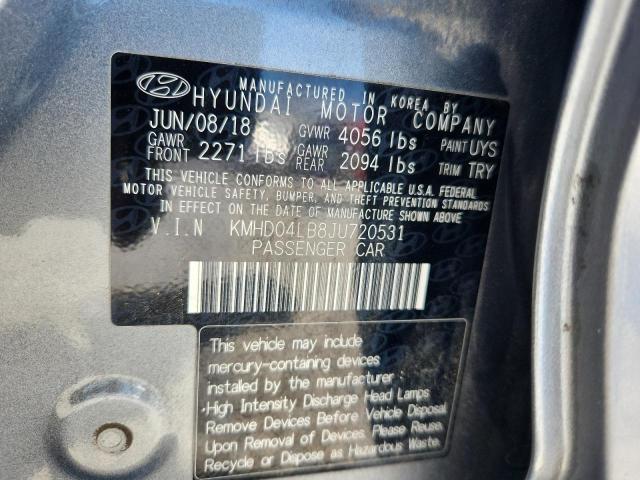 MANUFACTURED IN KOREA BY
HYUNDAI MOTOR COMPANY
JUN/08/18 GVWR 4056 lbs PAINT UYS
GAWR FRONT 2271 lbs GAWR REAR 2094 lbs TRIM TRY
THIS VEHICLE CONFORMS TO ALL APPLICABLE U.S.A. FEDERAL
MOTOR VEHICLE SAFETY, BUMPER, AND THEFT PREVENTION STANDARDS
IN EFFECT ON THE DATE OF MANUFACTURE SHOWN ABOVE.
V.I.N KMHD04LB8JU720531
PASSENGER CAR
This vehicle may include
mercury-containing devices
installed by the manufacturer :
·High Intensity Discharge Head Lamps
Remove Devices Before Vehicle Disposal.
Upon Removal of Devices, Please Reuse,
Recycle or Dispose as Hazardous Waste.